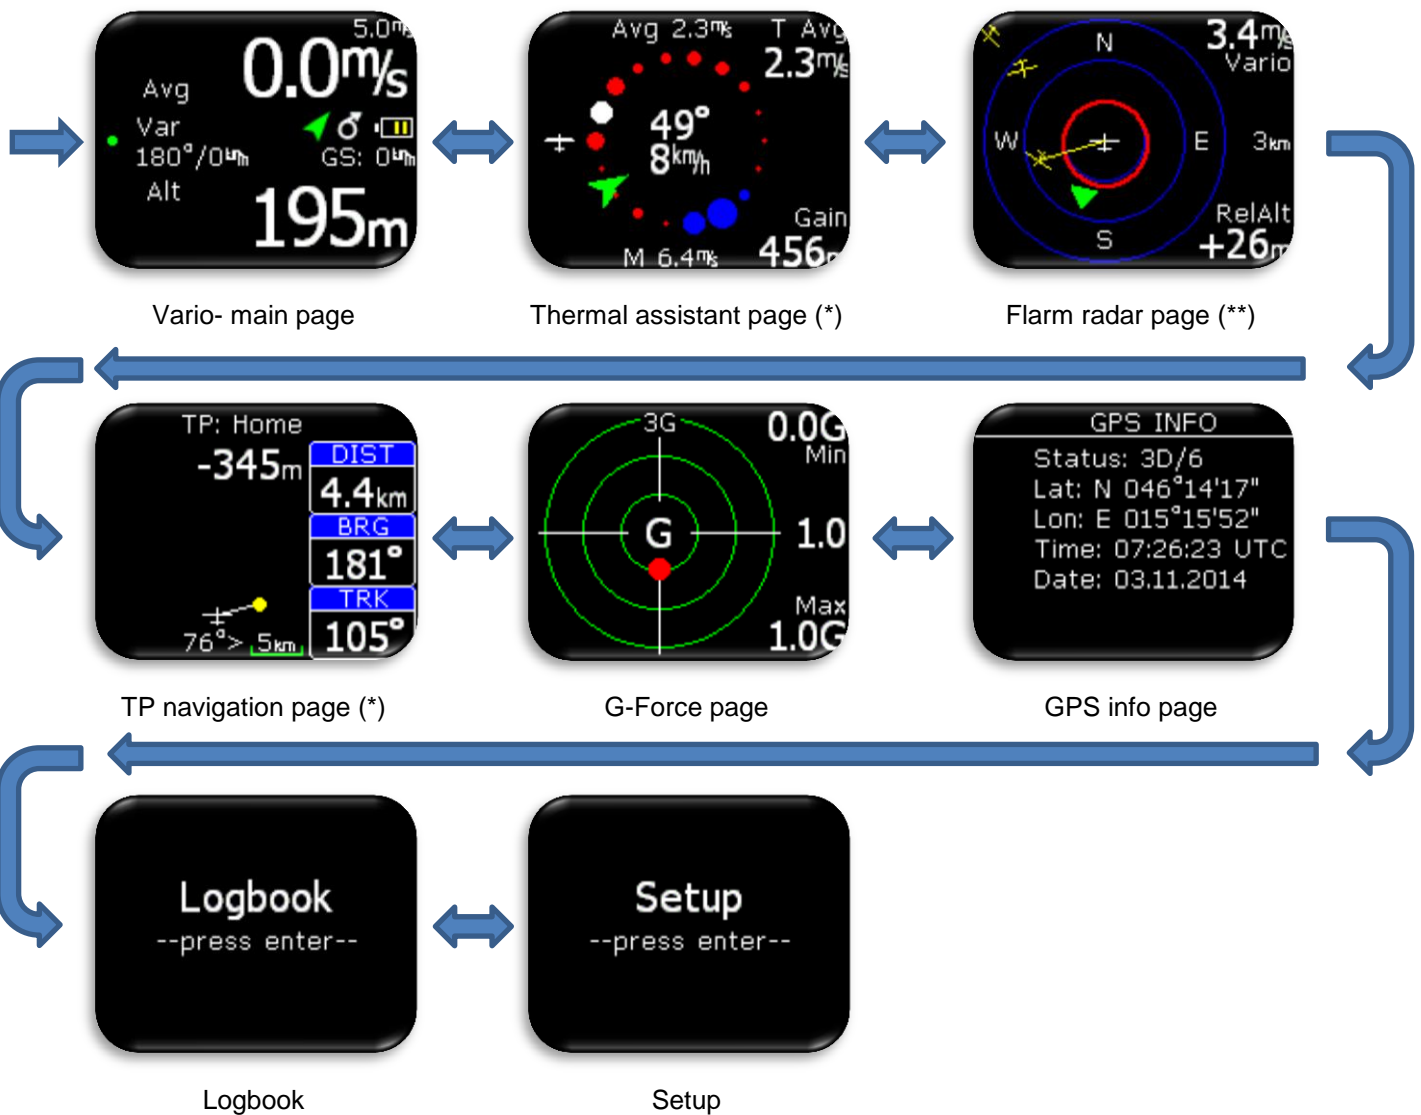 5.0m/s
0.0m/s
Avg
Var
180°/0km/h
GS: 0km/h
Alt
195m
Vario- main page
Avg 2.3m/s
T Avg
2.3m/s
49°
8km/h
Gain
456m
M 6.4m/s
Thermal assistant page (*)
3.4m/s
Vario
N
W
E
3km
RelAlt
S
+26m
Flarm radar page (**)
TP: Home
-345m
DIST
4.4km
BRG
181°
TRK
105°
76°> 5km
TP navigation page (*)
3G
0.0G
Min
G
1.0
Max
1.0G
G-Force page
GPS INFO
Status: 3D/6
Lat: N 046°14'17"
Lon: E 015°15'52"
Time: 07:26:23 UTC
Date: 03.11.2014
GPS info page
Logbook
--press enter--
Logbook
Setup
--press enter--
Setup